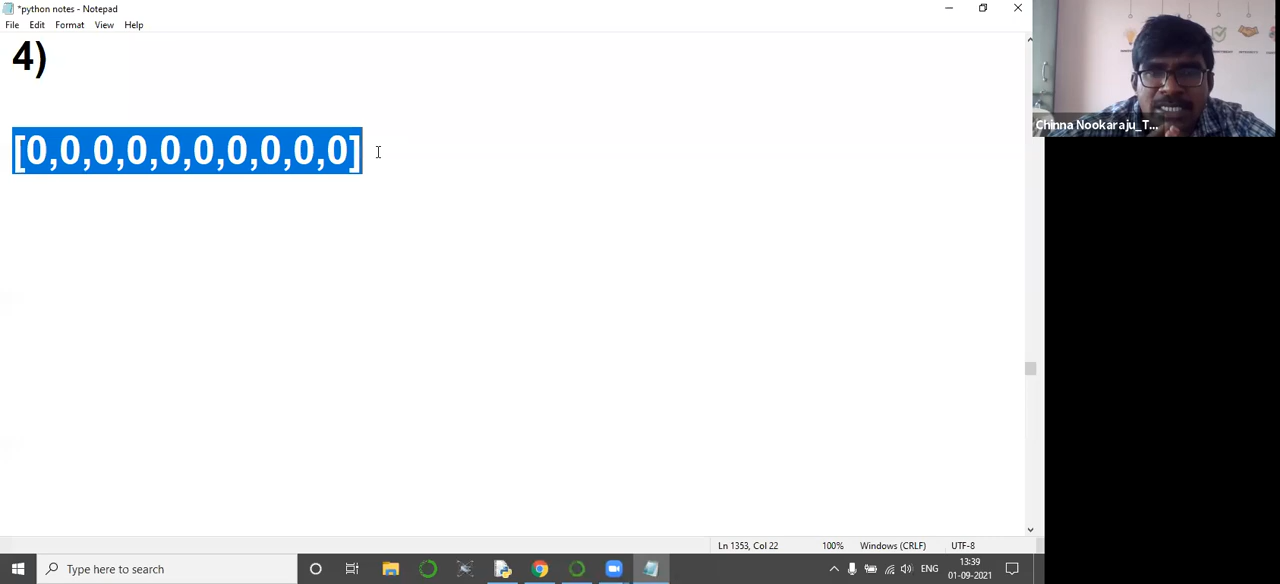 *python notes - Notepad
File Edit Format View Help
4)
[0,0,0,0,0,0,0,0,0,0]
Chinna Nookaraju_T...
Ln 1353, Col 22 100% Windows (CRLF) UTF-8
Type here to search
ENG
13:39
01-09-2021